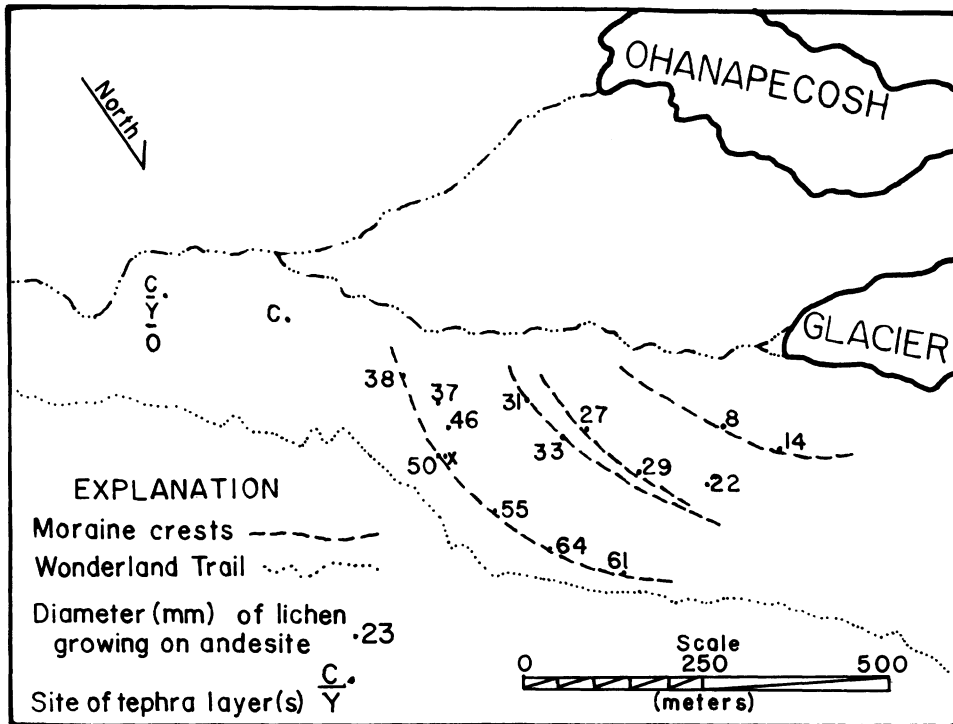 OHANAPECOSH
North
C
Y
O
C.
GLACIER
38
37
46
31
27
8
33
14
50
x
29
22
55
64
61
EXPLANATION
Moraine crests
Wonderland Trail
Diameter (mm) of lichen
growing on andesite .23
Site of tephra layer(s) C
Y
Scale
0 250 500
(meters)